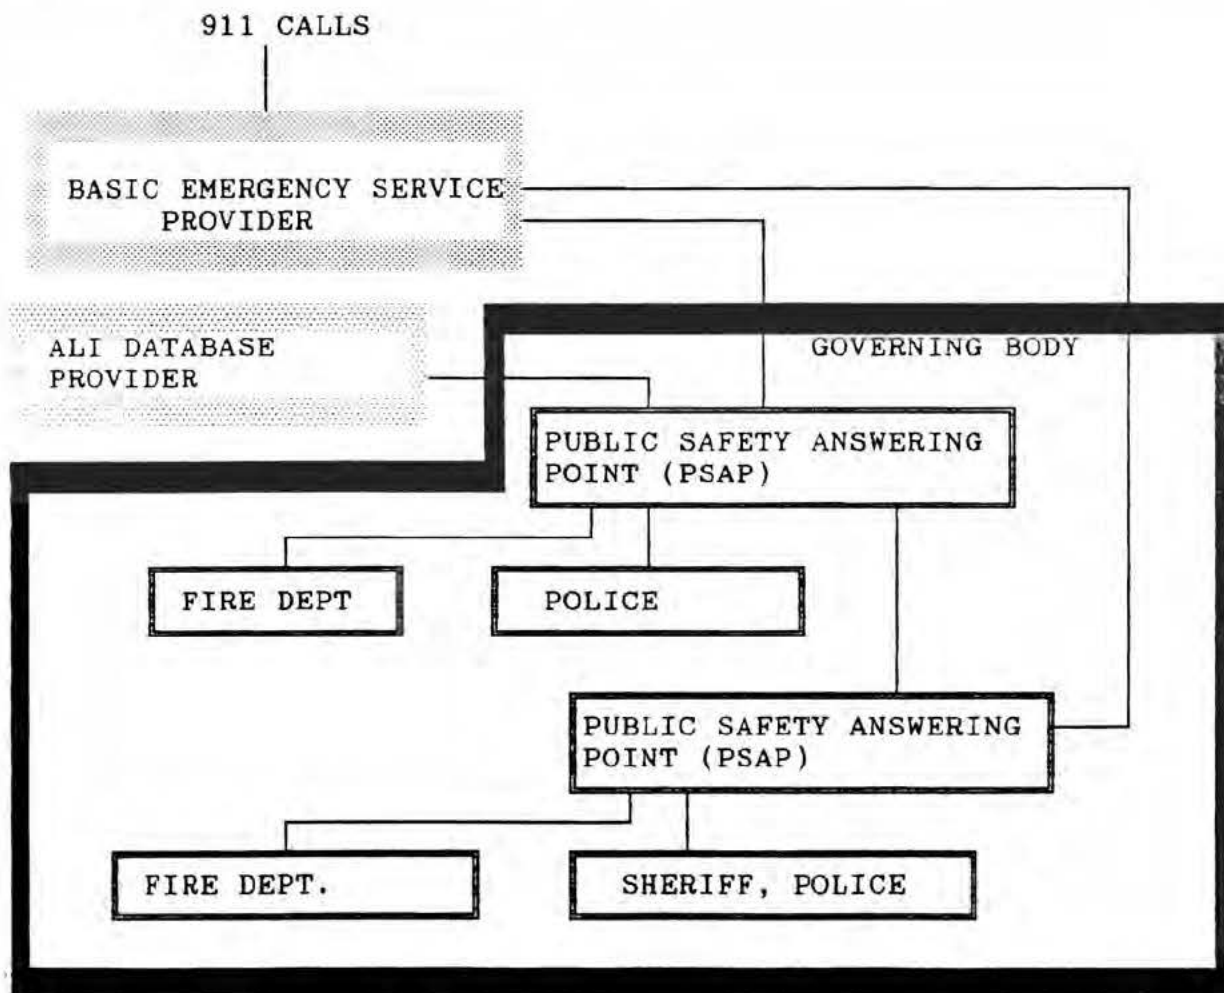 911 CALLS
BASIC EMERGENCY SERVICE
PROVIDER
ALI DATABASE
PROVIDER
GOVERNING BODY
PUBLIC SAFETY ANSWERING
POINT (PSAP)
FIRE DEPT
POLICE
PUBLIC SAFETY ANSWERING
POINT (PSAP)
FIRE DEPT.
SHERIFF, POLICE